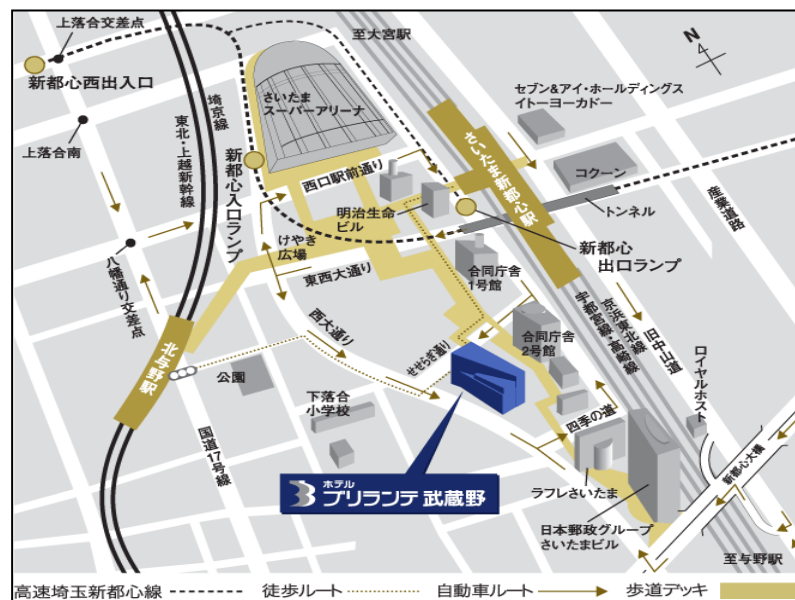 上落合交差点
至大宮駅
N
新都心西出入口
セブン&アイ・ホールディングス
イトーヨーカドー
さいたま
スーパーアリーナ
埼京線
東北・上越新幹線
上落合南
新都心入口ランプ
西口駅前通り
さいたま新都心駅
コクーン
明治生命
ビル
トンネル
産業道路
八幡通り交差点
けやき
広場
新都心
出口ランプ
東西大通り
合同庁舎
1号館
京浜東北線
宇都宮線・高崎線
旧中山道
西大通り
せせらぎ通り
合同庁舎
2号館
北与野駅
公園
下落合
小学校
ロイヤルホスト
国道17号線
四季の道
新都心大橋
ホテル
ブリランテ 武蔵野
ラフレさいたま
日本郵政グループ
さいたまビル
至与野駅
高速埼玉新都心線
徒歩ルート
自動車ルート
歩道デッキ